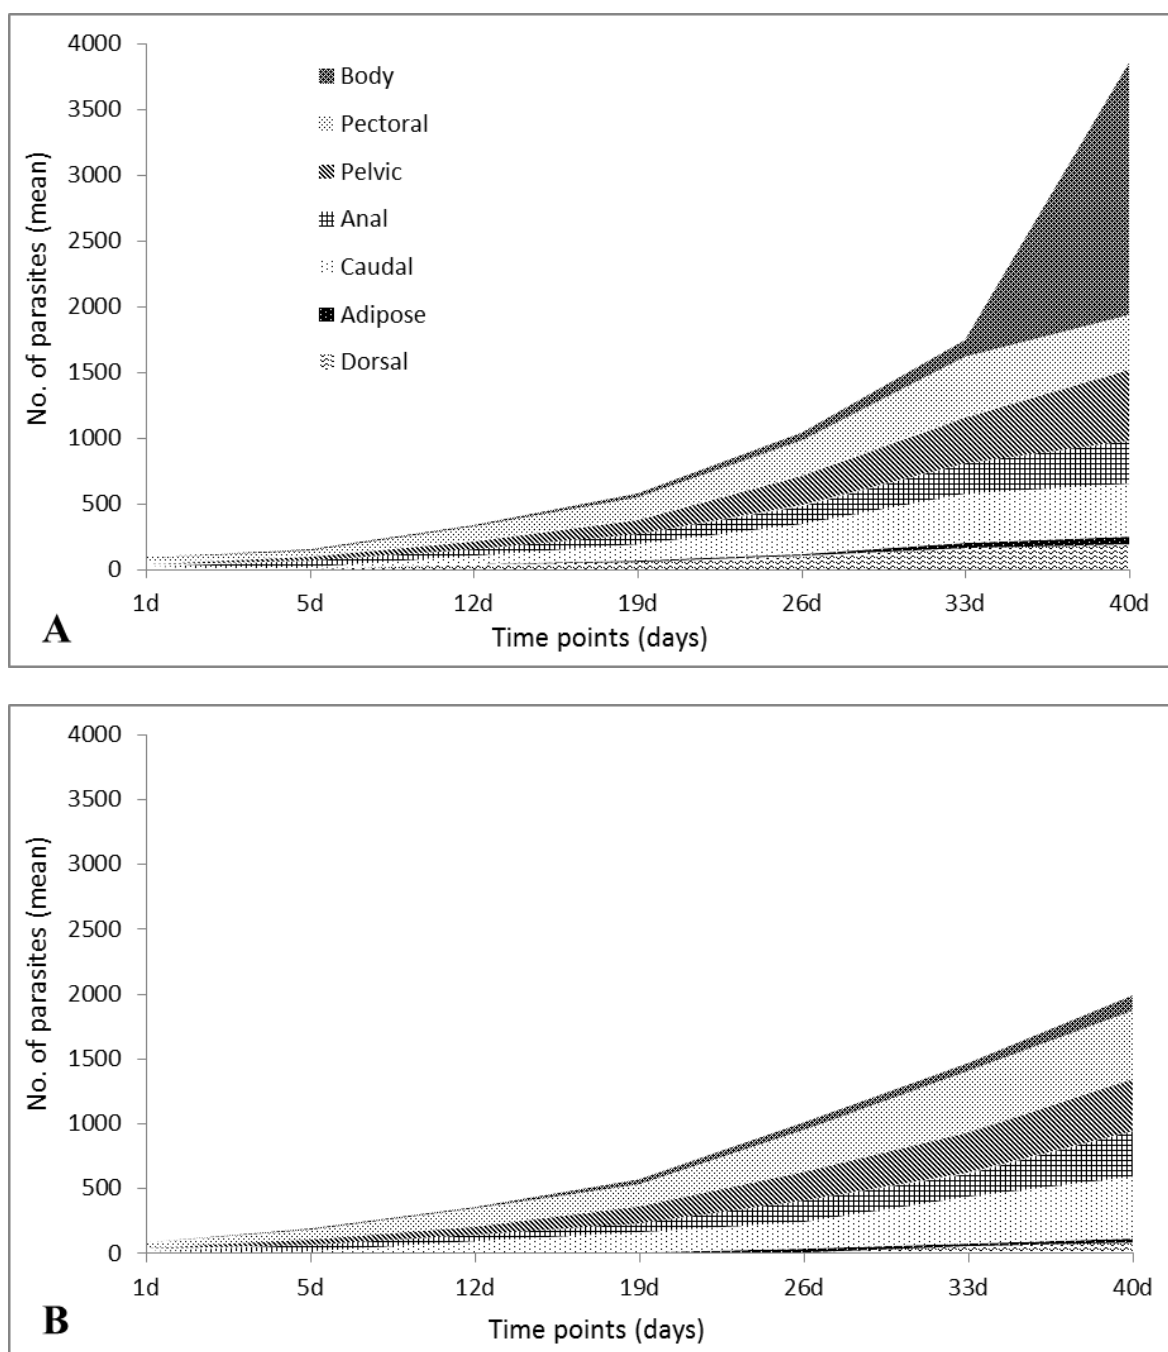 4000
3500
3000
2500
2000
1500
1000
500
0
No. of parasites (mean)
Body
Pectoral
Pelvic
Anal
Caudal
Adipose
Dorsal
1d 5d 12d 19d 26d 33d 40d
Time points (days)
A
4000
3500
3000
2500
2000
1500
1000
500
0
No. of parasites (mean)
1d 5d 12d 19d 26d 33d 40d
Time points (days)
B